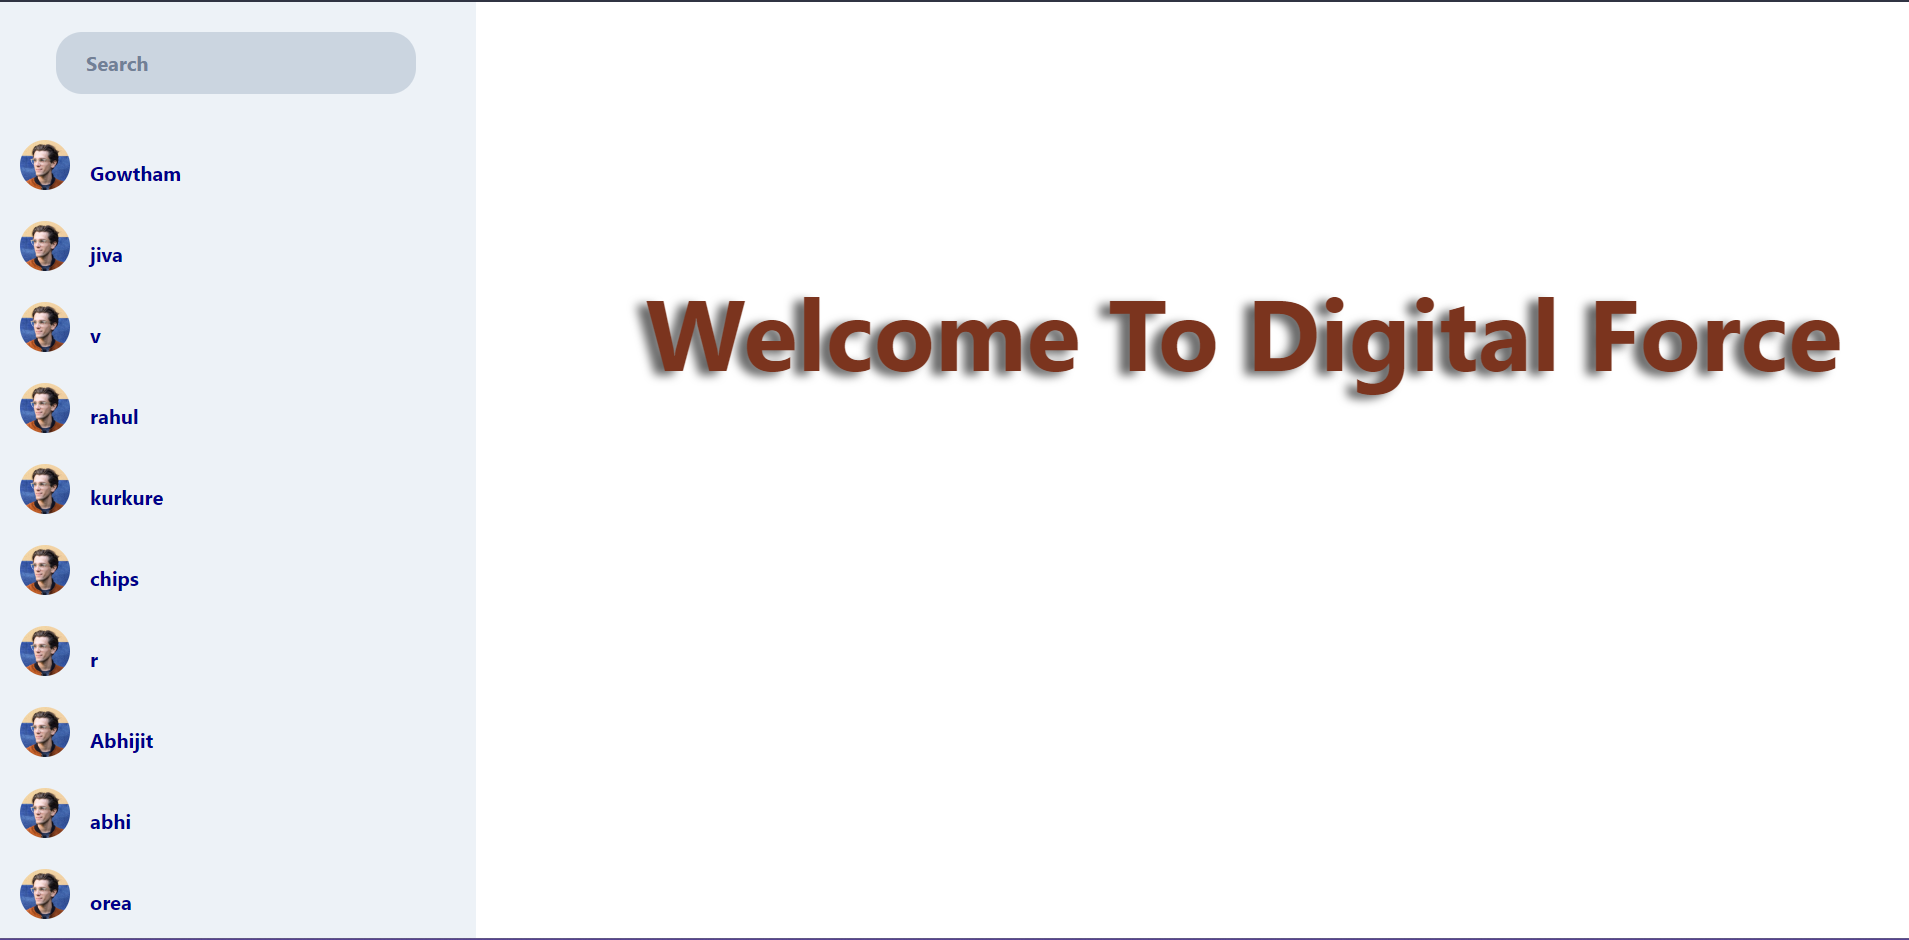 Search
Gowtham
jiva
v
rahul
kurkure
chips
r
Abhijit
abhi
orea
Welcome To Digital Force